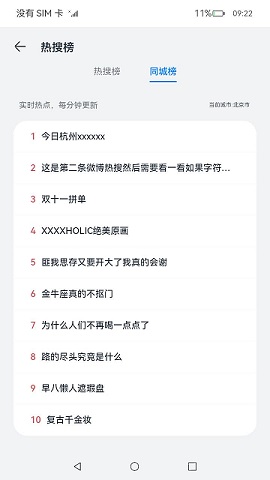 没有 SIM 卡 11% 09:22
热搜榜
热搜榜 同城榜
实时热点，每分钟更新 当前城市:北京市
1 今日杭州xxxxxx
2 这是第二条微博热搜然后需要看一看如果字符...
3 双十一拼单
4 XXXXHOLIC绝美原画
5 匪我思存又要开大了我真的会谢
6 金牛座真的不抠门
7 为什么人们不再喝一点点了
8 路的尽头究竟是什么
9 早八懒人遮瑕盘
10 复古千金妆